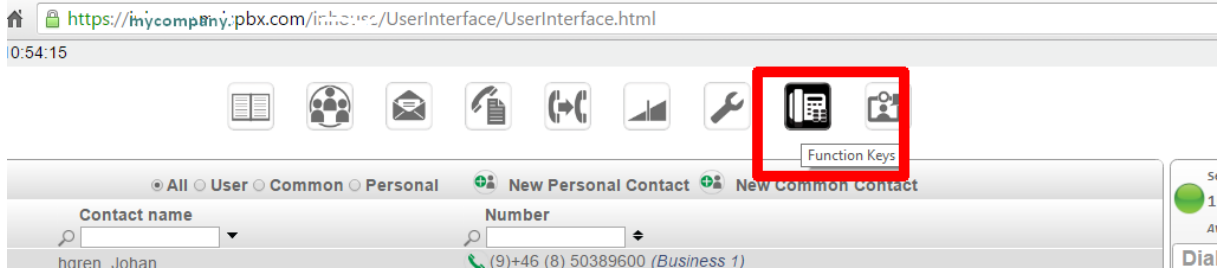 https://mycompany.pbx.com/inhouse/UserInterface/UserInterface.html
0:54:15
Function Keys
All User Common Personal New Personal Contact New Common Contact
Contact name Number
hgren, Johan (9)+46 (8) 50389600 (Business 1)
Dial